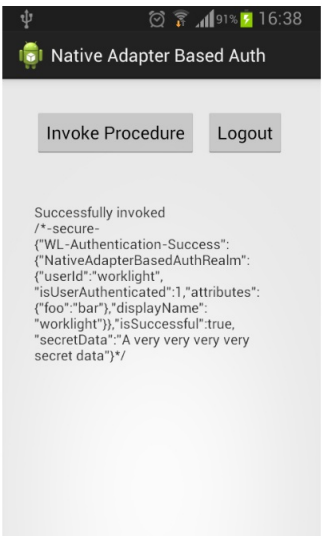 91% 16:38
Native Adapter Based Auth
Invoke Procedure Logout
Successfully invoked
/*-secure-
{"WL-Authentication-Success":
{"NativeAdapterBasedAuthRealm":
{"userId":"worklight",
"isUserAuthenticated":1,"attributes":
{"foo":"bar"},"displayName":
"worklight"}},"isSuccessful":true,
"secretData":"A very very very very
secret data"}*/